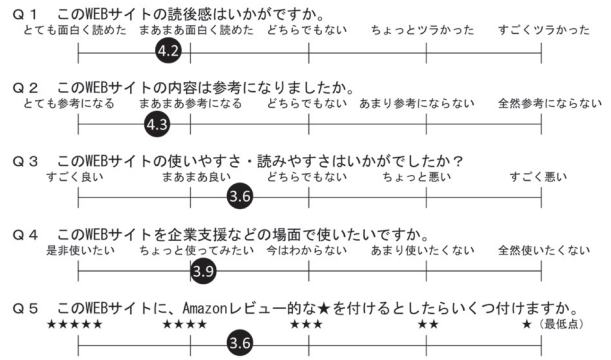 Q1 このWEBサイトの読後感はいかがですか。
とても面白く読めた まあまあ面白く読めた どちらでもない ちょっとツラかった すごくツラかった
4.2
Q2 このWEBサイトの内容は参考になりましたか。
とても参考になる まあまあ参考になる どちらでもない あまり参考にならない 全然参考にならない
4.3
Q3 このWEBサイトの使いやすさ・読みやすさはいかがでしたか？
すごく良い まあまあ良い どちらでもない ちょっと悪い すごく悪い
3.6
Q4 このWEBサイトを企業支援などの場面で使いたいですか。
是非使いたい ちょっと使ってみたい 今はわからない あまり使いたくない 全然使いたくない
3.9
Q5 このWEBサイトに、Amazonレビュー的な★を付けるとしたらいくつ付けますか。
★★★★★ ★★★★ ★★★ ★★ ★（最低点）
3.6